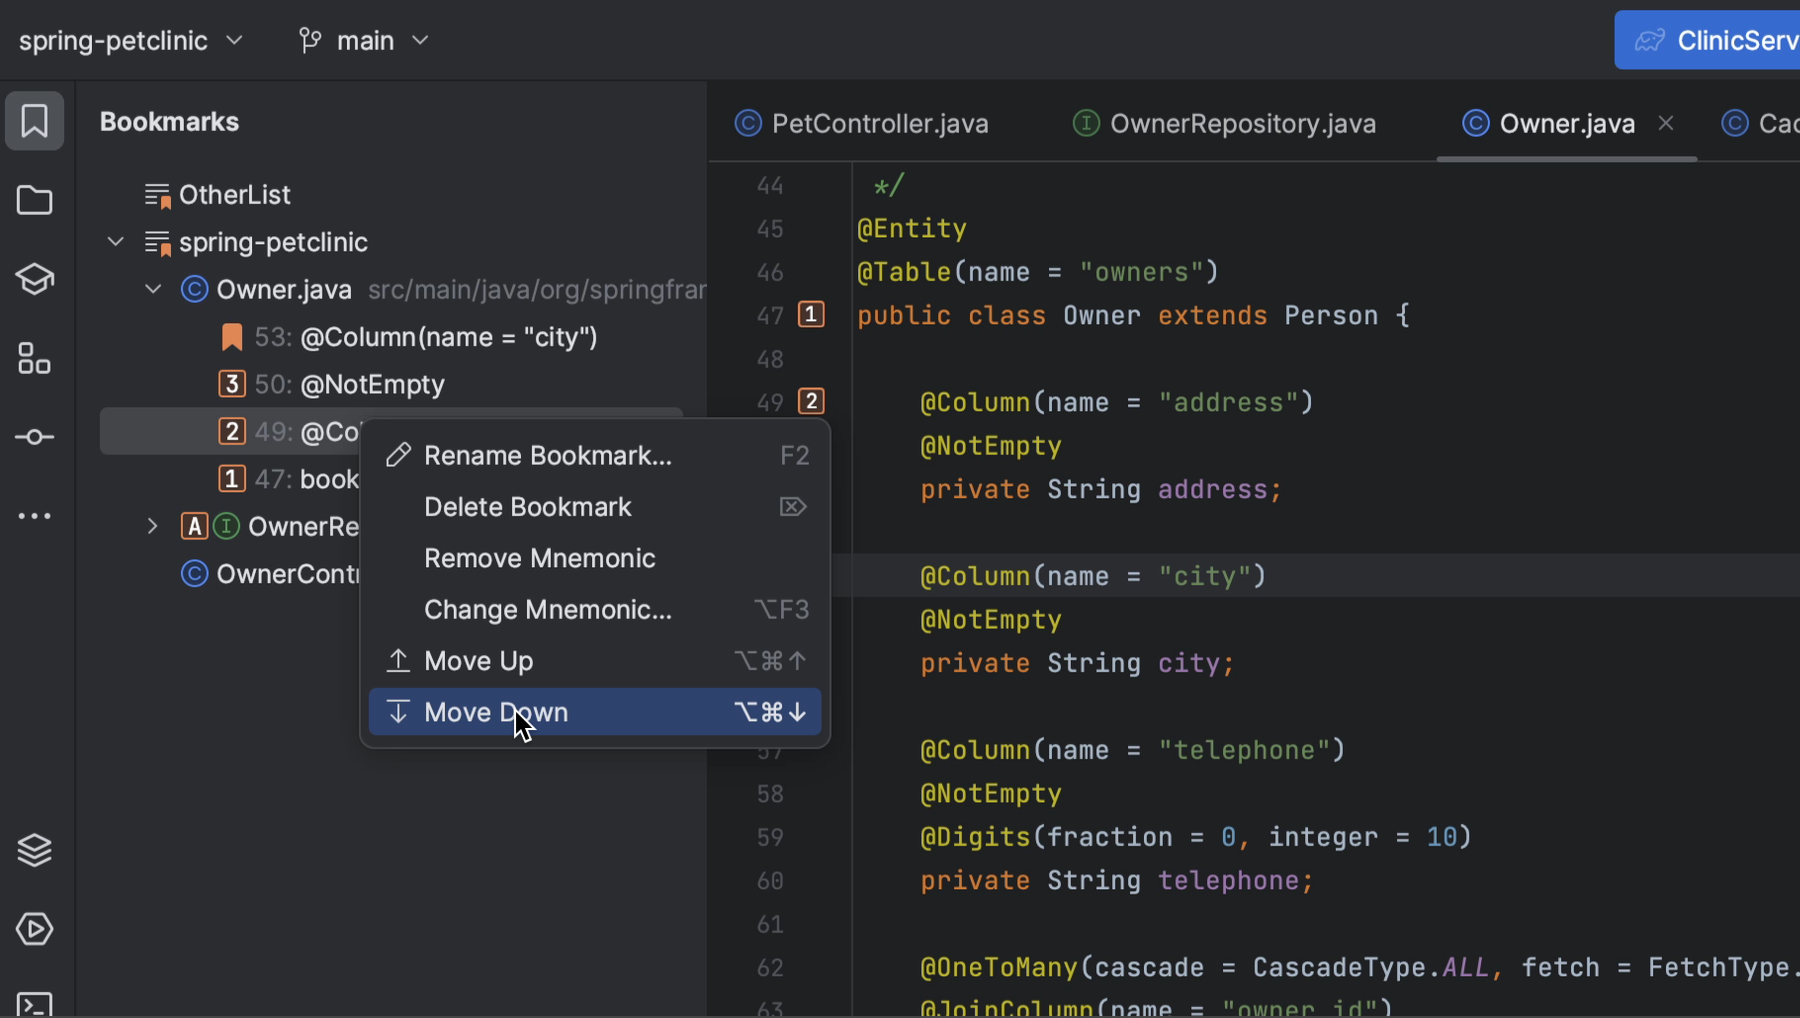 spring-petclinic
main
ClinicServ
Bookmarks
OtherList
spring-petclinic
Owner.java src/main/java/org/springfrar
53: @Column(name = "city")
3 50: @NotEmpty
2 49: @Co
1 47: book
A I OwnerRe
C OwnerCont
Rename Bookmark... F2
Delete Bookmark
Remove Mnemonic
Change Mnemonic... ⌥F3
Move Up ⌥⌘↑
Move Down ⌥⌘↓
C PetController.java
I OwnerRepository.java
C Owner.java ×
C Cac
44 */
45 @Entity
46 @Table(name = "owners")
47 1 public class Owner extends Person {
48
49 2 @Column(name = "address")
@NotEmpty
private String address;
@Column(name = "city")
@NotEmpty
private String city;
57 @Column(name = "telephone")
58 @NotEmpty
59 @Digits(fraction = 0, integer = 10)
60 private String telephone;
61
62 @OneToMany(cascade = CascadeType.ALL, fetch = FetchType.
63 @JoinColumn(name = "owner_id")